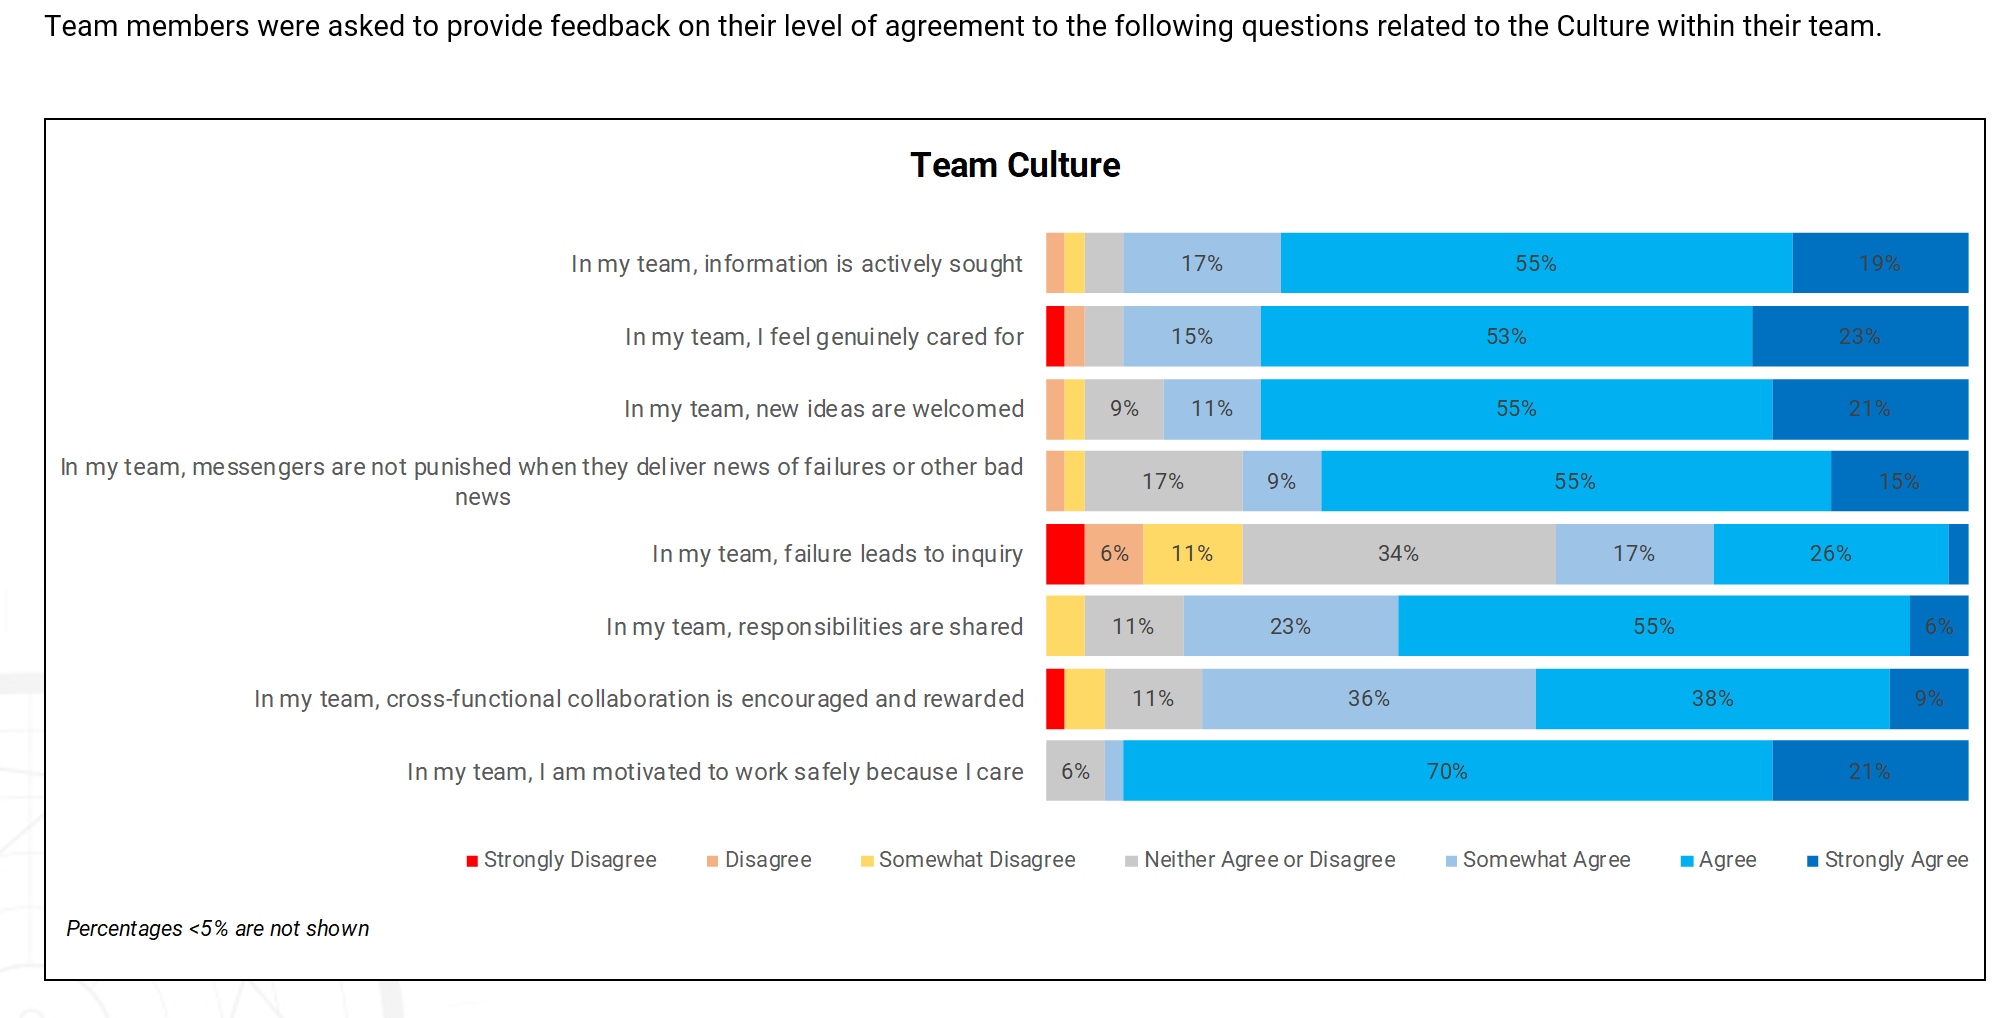 Team members were asked to provide feedback on their level of agreement to the following questions related to the Culture within their team.
Team Culture
In my team, information is actively sought
17% 55% 19%
In my team, I feel genuinely cared for
15% 53% 23%
In my team, new ideas are welcomed
9% 11% 55% 21%
In my team, messengers are not punished when they deliver news of failures or other bad
news
17% 9% 55% 15%
In my team, failure leads to inquiry
6% 11% 34% 17% 26%
In my team, responsibilities are shared
11% 23% 55% 6%
In my team, cross-functional collaboration is encouraged and rewarded
11% 36% 38% 9%
In my team, I am motivated to work safely because I care
6% 70% 21%
Strongly Disagree Disagree Somewhat Disagree Neither Agree or Disagree Somewhat Agree Agree Strongly Agree
Percentages <5% are not shown